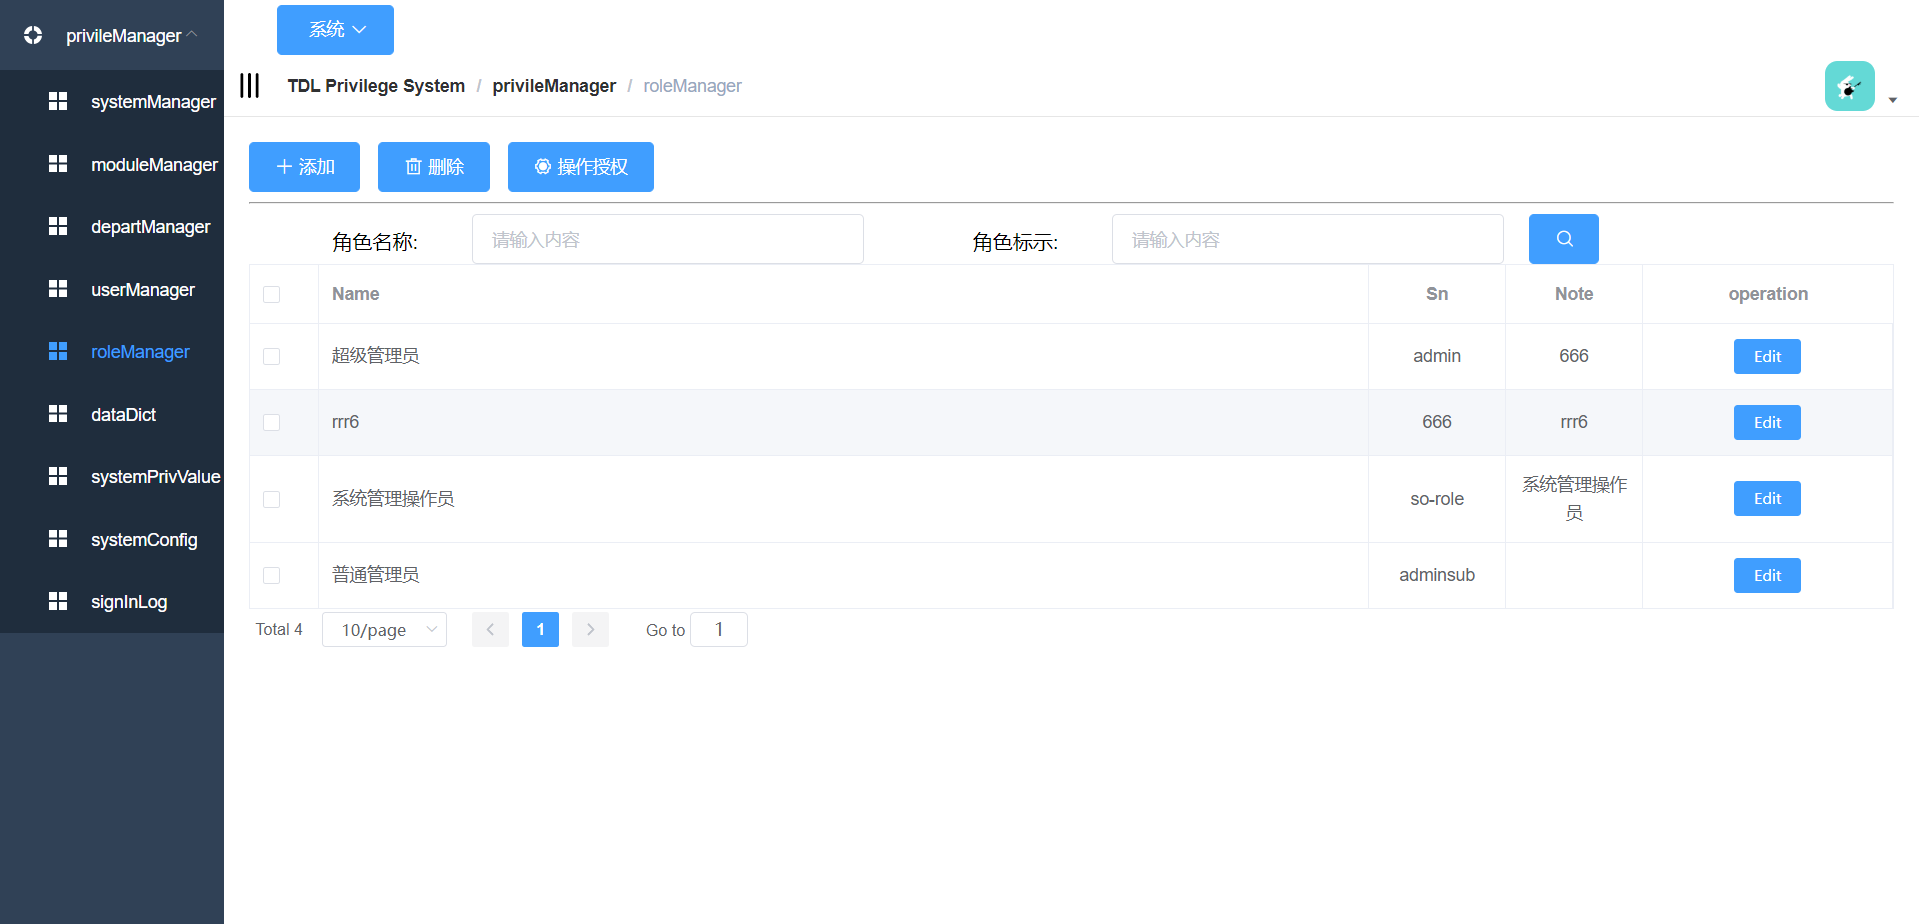 privileManager
systemManager
moduleManager
departManager
userManager
roleManager
dataDict
systemPrivValue
systemConfig
signInLog
系统
TDL Privilege System / privileManager / roleManager
添加 删除 操作授权
角色名称: 请输入内容 角色标示: 请输入内容
Name Sn Note operation
超级管理员 admin 666 Edit
rrr6 666 rrr6 Edit
系统管理操作员 so-role 系统管理操作
员 Edit
普通管理员 adminsub Edit
Total 4 10/page 1 Go to 1